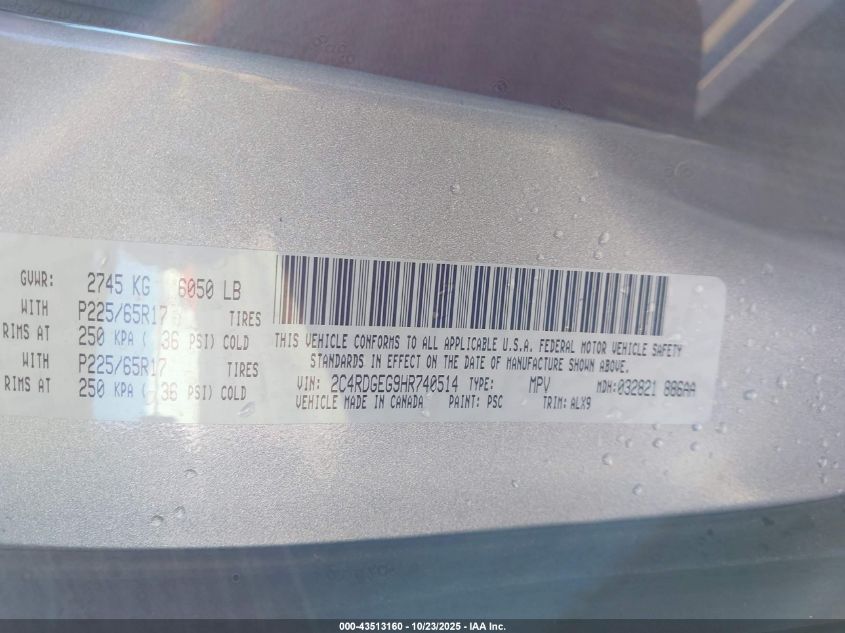 GVWR: 2745 KG 6050 LB
WITH P225/65R17 TIRES
RIMS AT 250 KPA ( 36 PSI) COLD
WITH P225/65R17 TIRES
RIMS AT 250 KPA ( 36 PSI) COLD
THIS VEHICLE CONFORMS TO ALL APPLICABLE U.S.A. FEDERAL MOTOR VEHICLE SAFETY
STANDARDS IN EFFECT ON THE DATE OF MANUFACTURE SHOWN ABOVE.
VIN: 2C4RDGEG9HR740514 TYPE: MPV MDH:032821 886AA
VEHICLE MADE IN CANADA PAINT: PSC TRIM: ALX9
000-43513160 - 10/23/2025 - IAA Inc.